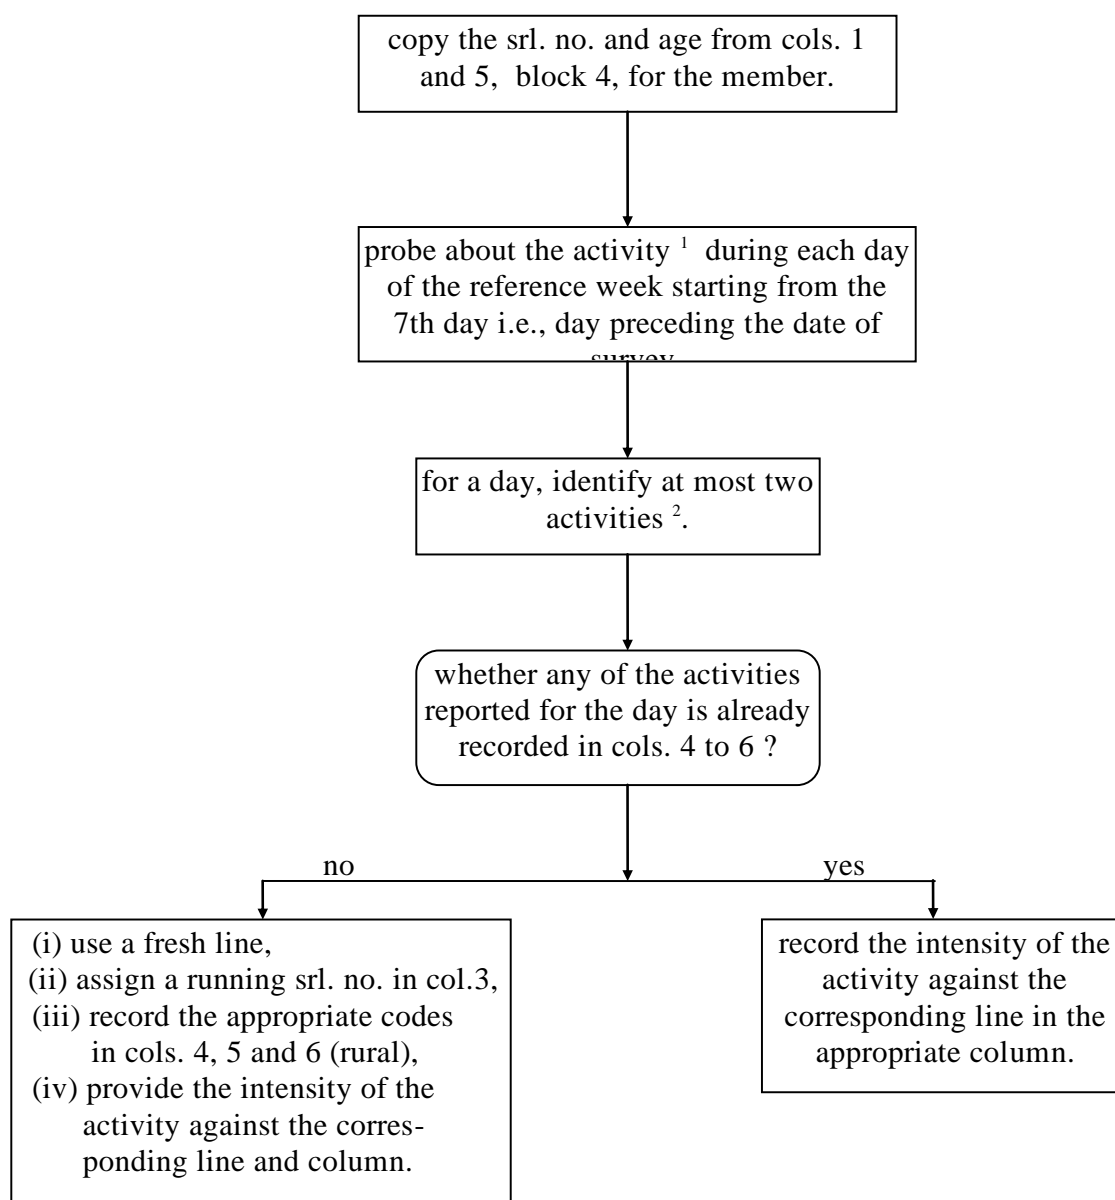 copy the srl. no. and age from cols. 1
and 5, block 4, for the member.
probe about the activity ¹ during each day
of the reference week starting from the
7th day i.e., day preceding the date of
survey
for a day, identify at most two
activities ².
whether any of the activities
reported for the day is already
recorded in cols. 4 to 6 ?
no
yes
(i) use a fresh line,
(ii) assign a running srl. no. in col.3,
(iii) record the appropriate codes
in cols. 4, 5 and 6 (rural),
(iv) provide the intensity of the
activity against the corres-
ponding line and column.
record the intensity of the
activity against the
corresponding line in the
appropriate column.